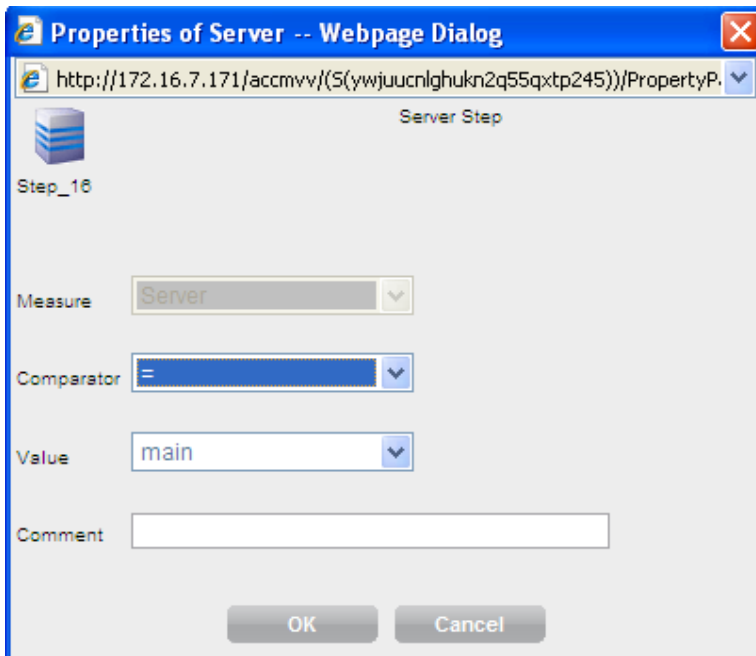 Properties of Server -- Webpage Dialog
http://172.16.7.171/accmvv/(S(ywjuucnlghukn2q55qxtp245))/PropertyP.
Server Step
Step_16
Measure Server
Comparator =
Value main
Comment
OK Cancel